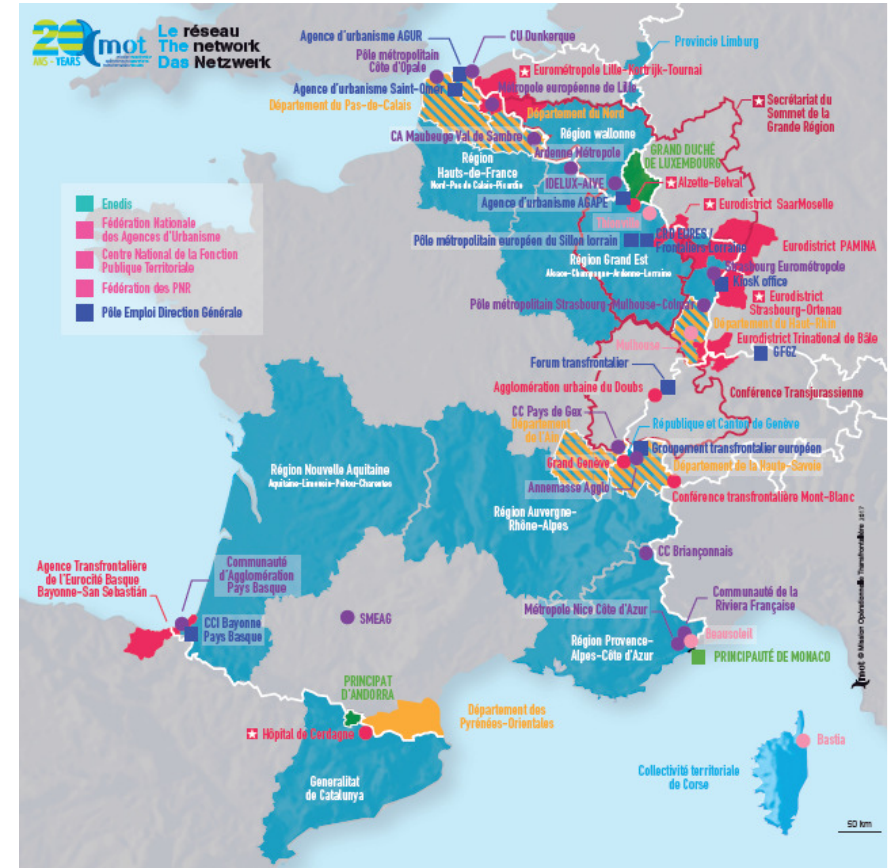 20
ANS - YEARS
mot
Le réseau
The network
Das Netzwerk
Agence d'urbanisme AGUR
CU Dunkerque
Provincie Limburg
Pôle métropolitain
Côte d'Opale
Eurométropole Lille-Kortrijk-Tournai
Agence d'urbanisme Saint-Omer
Métropole européenne de Lille
Département du Pas-de-Calais
Département du Nord
Secrétariat du
Sommet de la
Grande Région
CA Maubeuge Val de Sambre
Région wallonne
Ardenne Métropole
GRAND DUCHÉ
DE LUXEMBOURG
Région
Hauts-de-France
Nord-Pas de Calais-Picardie
IDELUX-AIVE
Alzette-Belval
Agence d'urbanisme AGAPE
Eurodistrict SaarMoselle
Thionville
Enedis
Fédération Nationale
des Agences d'Urbanisme
Centre National de la Fonction
Publique Territoriale
Fédération des PNR
Pôle Emploi Direction Générale
Pôle métropolitain européen du Sillon lorrain
EURES /
Frontaliers Lorraine
Eurodistrict PAMINA
Région Grand Est
Alsace-Champagne-Ardenne-Lorraine
Strasbourg Eurométropole
KiosK office
Pôle métropolitain Strasbourg-Mulhouse-Colmar
Eurodistrict
Strasbourg-Ortenau
Département du Haut-Rhin
Mulhouse
Eurodistrict Trinational de Bâle
GFGZ
Forum transfrontalier
Agglomération urbaine du Doubs
Conférence Transjurassienne
CC Pays de Gex
République et Canton de Genève
Département
de l'Ain
Groupement transfrontalier européen
Grand Genève
Département de la Haute-Savoie
Annemasse Agglo
Conférence transfrontalière Mont-Blanc
Région Nouvelle Aquitaine
Aquitaine-Limousin-Poitou-Charentes
Région Auvergne-
Rhône-Alpes
CC Briançonnais
Agence Transfrontalière
de l'Eurocité Basque
Bayonne-San Sebastián
Communauté
d'Agglomération
Pays Basque
CCI Bayonne
Pays Basque
SMEAG
Communauté de la
Riviera Française
Métropole Nice Côte d'Azur
Beausoleil
Région Provence-
Alpes-Côte d'Azur
PRINCIPAUTÉ DE MONACO
PRINCIPAT
D'ANDORRA
Département des
Pyrénées-Orientales
Hôpital de Cerdagne
Bastia
Generalitat
de Catalunya
Collectivité territoriale
de Corse
50 km
mot © Mission Opérationnelle Transfrontalière 2017